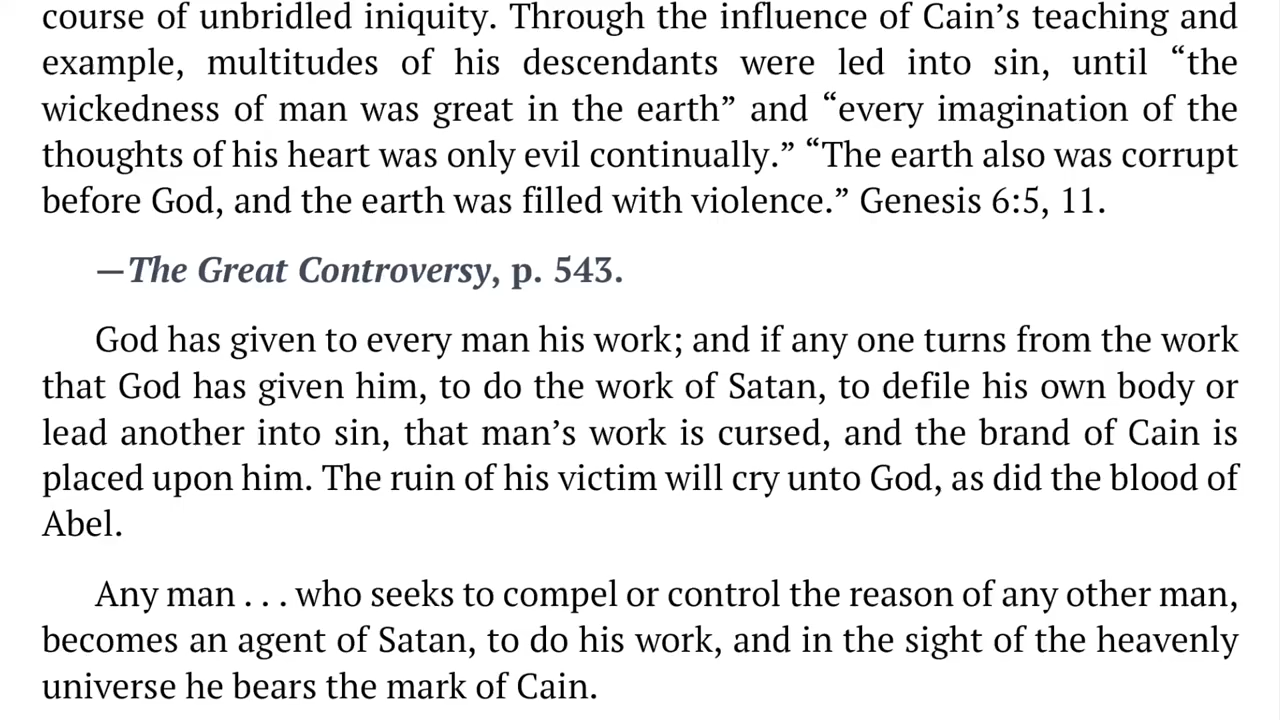 course of unbridled iniquity. Through the influence of Cain’s teaching and
example, multitudes of his descendants were led into sin, until “the
wickedness of man was great in the earth” and “every imagination of the
thoughts of his heart was only evil continually.” “The earth also was corrupt
before God, and the earth was filled with violence.” Genesis 6:5, 11.
—The Great Controversy, p. 543.
God has given to every man his work; and if any one turns from the work
that God has given him, to do the work of Satan, to defile his own body or
lead another into sin, that man’s work is cursed, and the brand of Cain is
placed upon him. The ruin of his victim will cry unto God, as did the blood of
Abel.
Any man . . . who seeks to compel or control the reason of any other man,
becomes an agent of Satan, to do his work, and in the sight of the heavenly
universe he bears the mark of Cain.